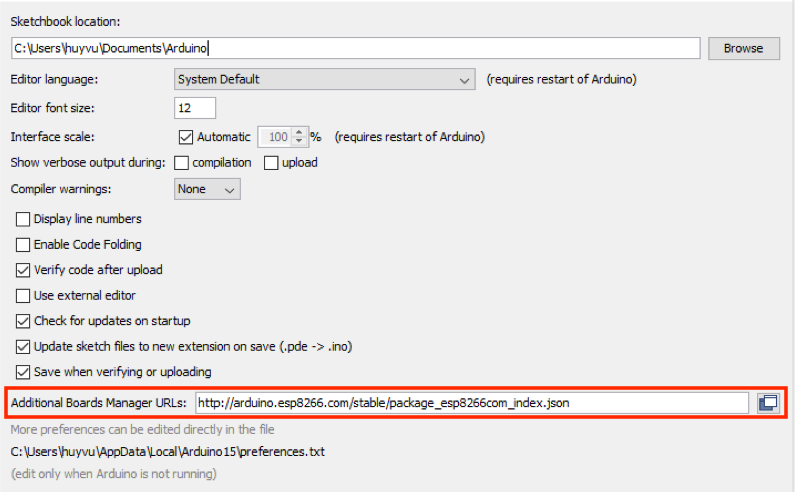 Sketchbook location:
C:\Users\huyvu\Documents\Arduino
Browse
Editor language: System Default (requires restart of Arduino)
Editor font size: 12
Interface scale: Automatic 100 % (requires restart of Arduino)
Show verbose output during: compilation upload
Compiler warnings: None
Display line numbers
Enable Code Folding
Verify code after upload
Use external editor
Check for updates on startup
Update sketch files to new extension on save (.pde -> .ino)
Save when verifying or uploading
Additional Boards Manager URLs: http://arduino.esp8266.com/stable/package_esp8266com_index.json
More preferences can be edited directly in the file
C:\Users\huyvu\AppData\Local\Arduino15\preferences.txt
(edit only when Arduino is not running)